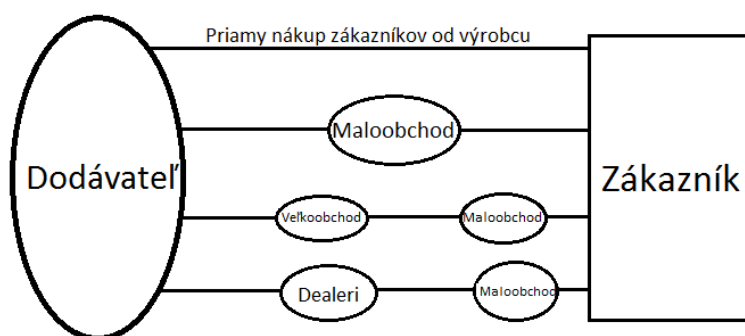 Priamy nákup zákazníkov od výrobcu
Maloobchod
Dodávateľ
Zákazník
Veľkoobchod
Maloobchod
Dealeri
Maloobchod